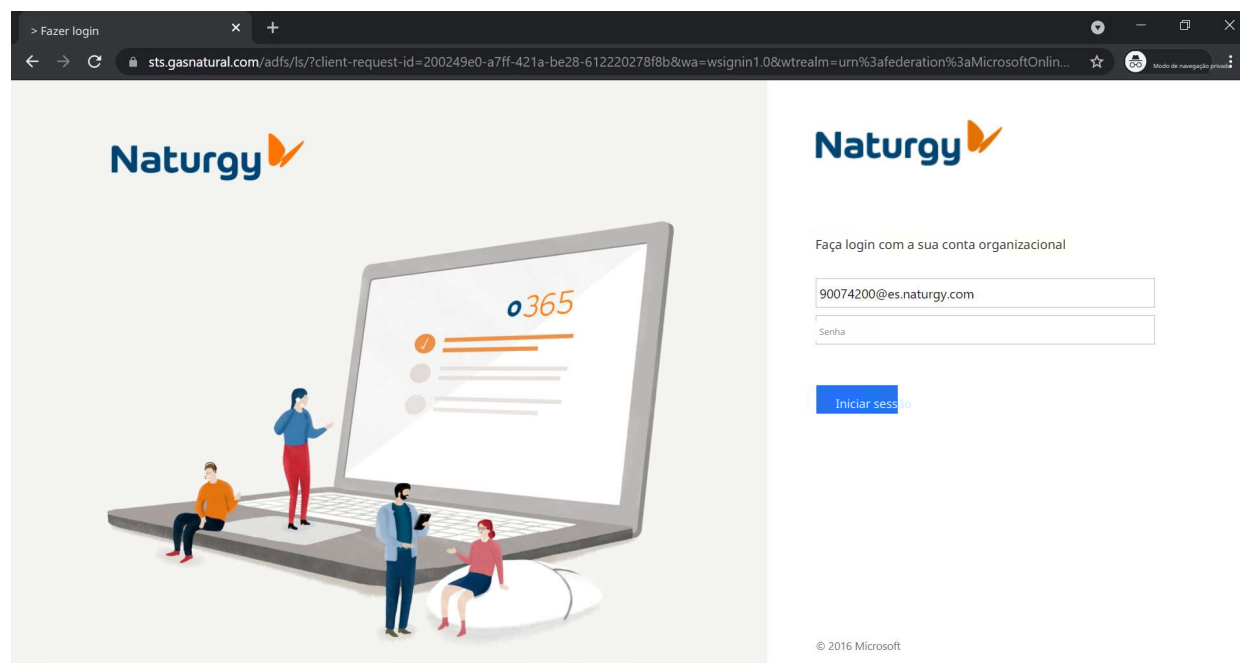 > Fazer login
sts.gasnatural.com/adfs/ls/?client-request-id=200249e0-a7ff-421a-be28-612220278f8b&wa=wsignin1.0&wtrealm=urn%3afederation%3aMicrosoftOnlin...
Modo de navegação privada
Naturgy
o365
Naturgy
Faça login com a sua conta organizacional
90074200@es.naturgy.com
Senha
Iniciar sessão
© 2016 Microsoft